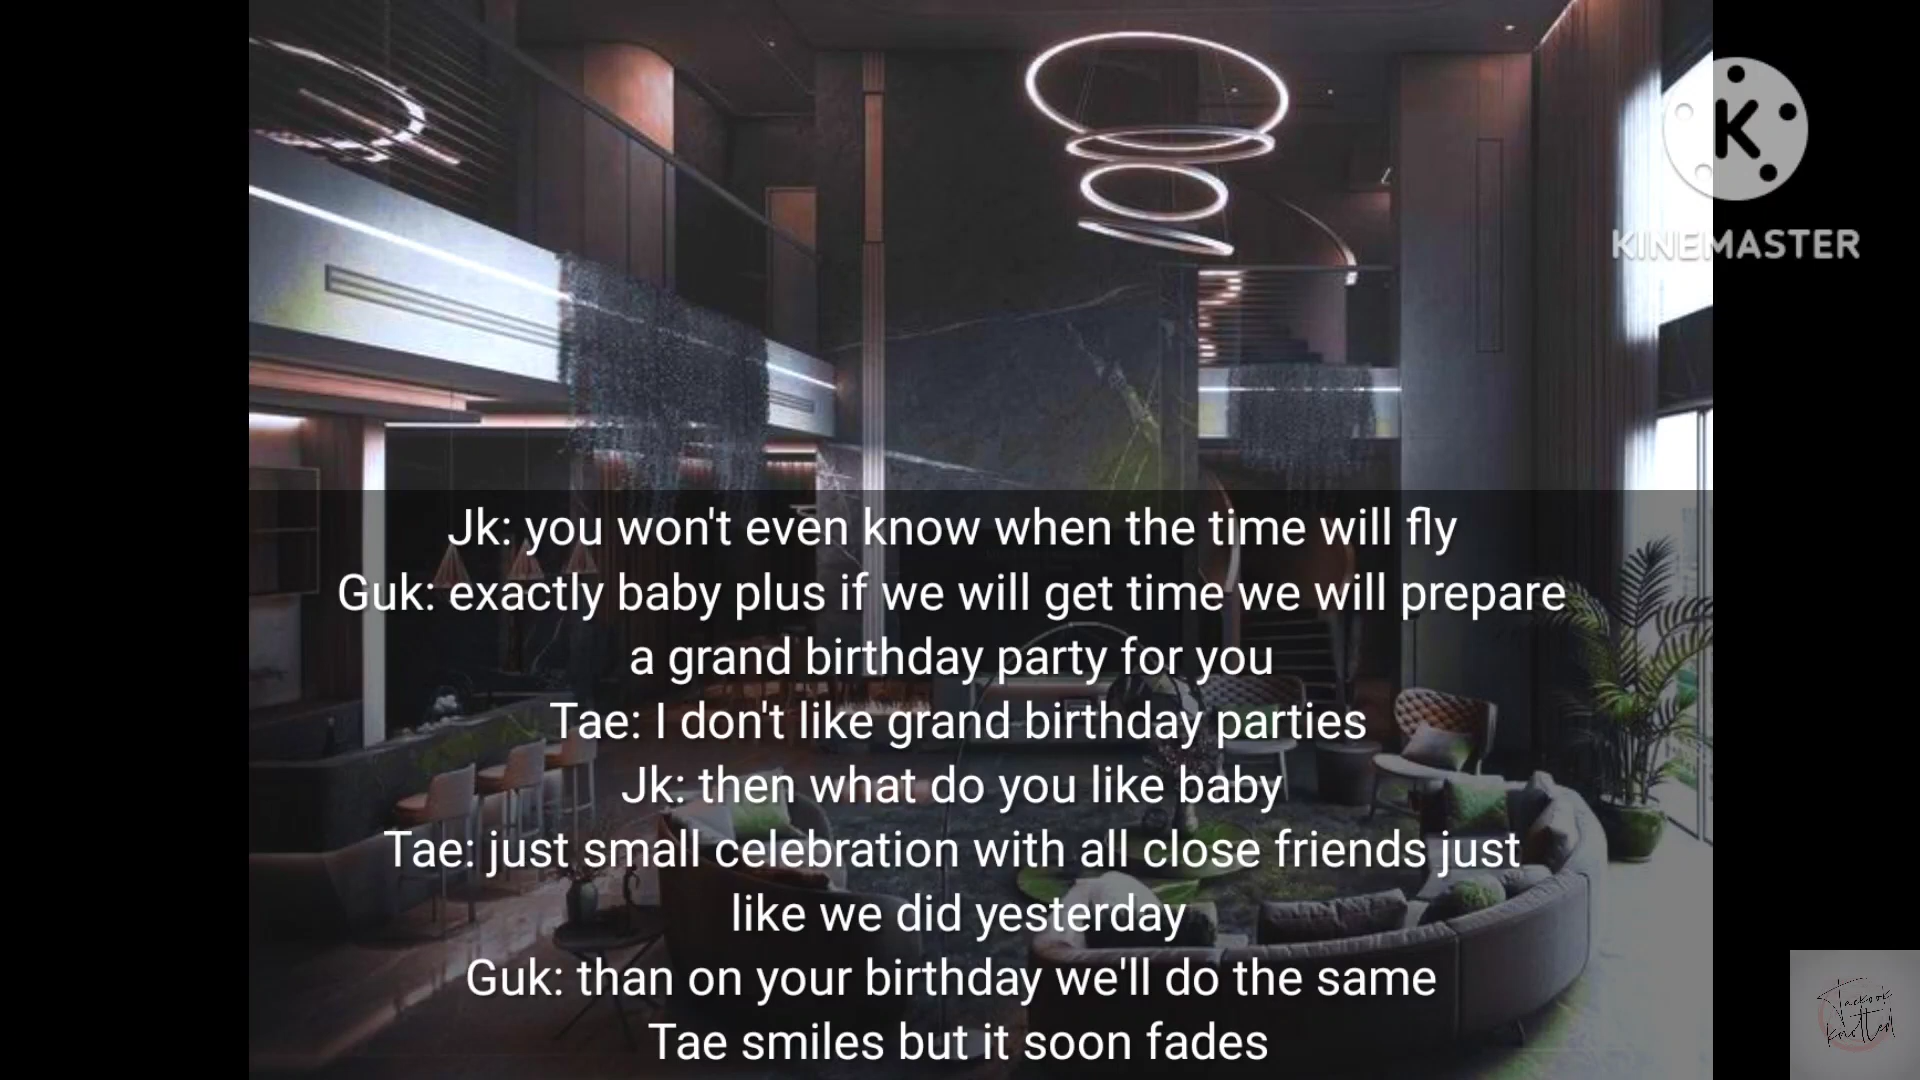 K
KINEMASTER
Jk: you won't even know when the time will fly
Guk: exactly baby plus if we will get time we will prepare
a grand birthday party for you
Tae: I don't like grand birthday parties
Jk: then what do you like baby
Tae: just small celebration with all close friends just
like we did yesterday
Guk: than on your birthday we'll do the same
Tae smiles but it soon fades
Taekook
knotted